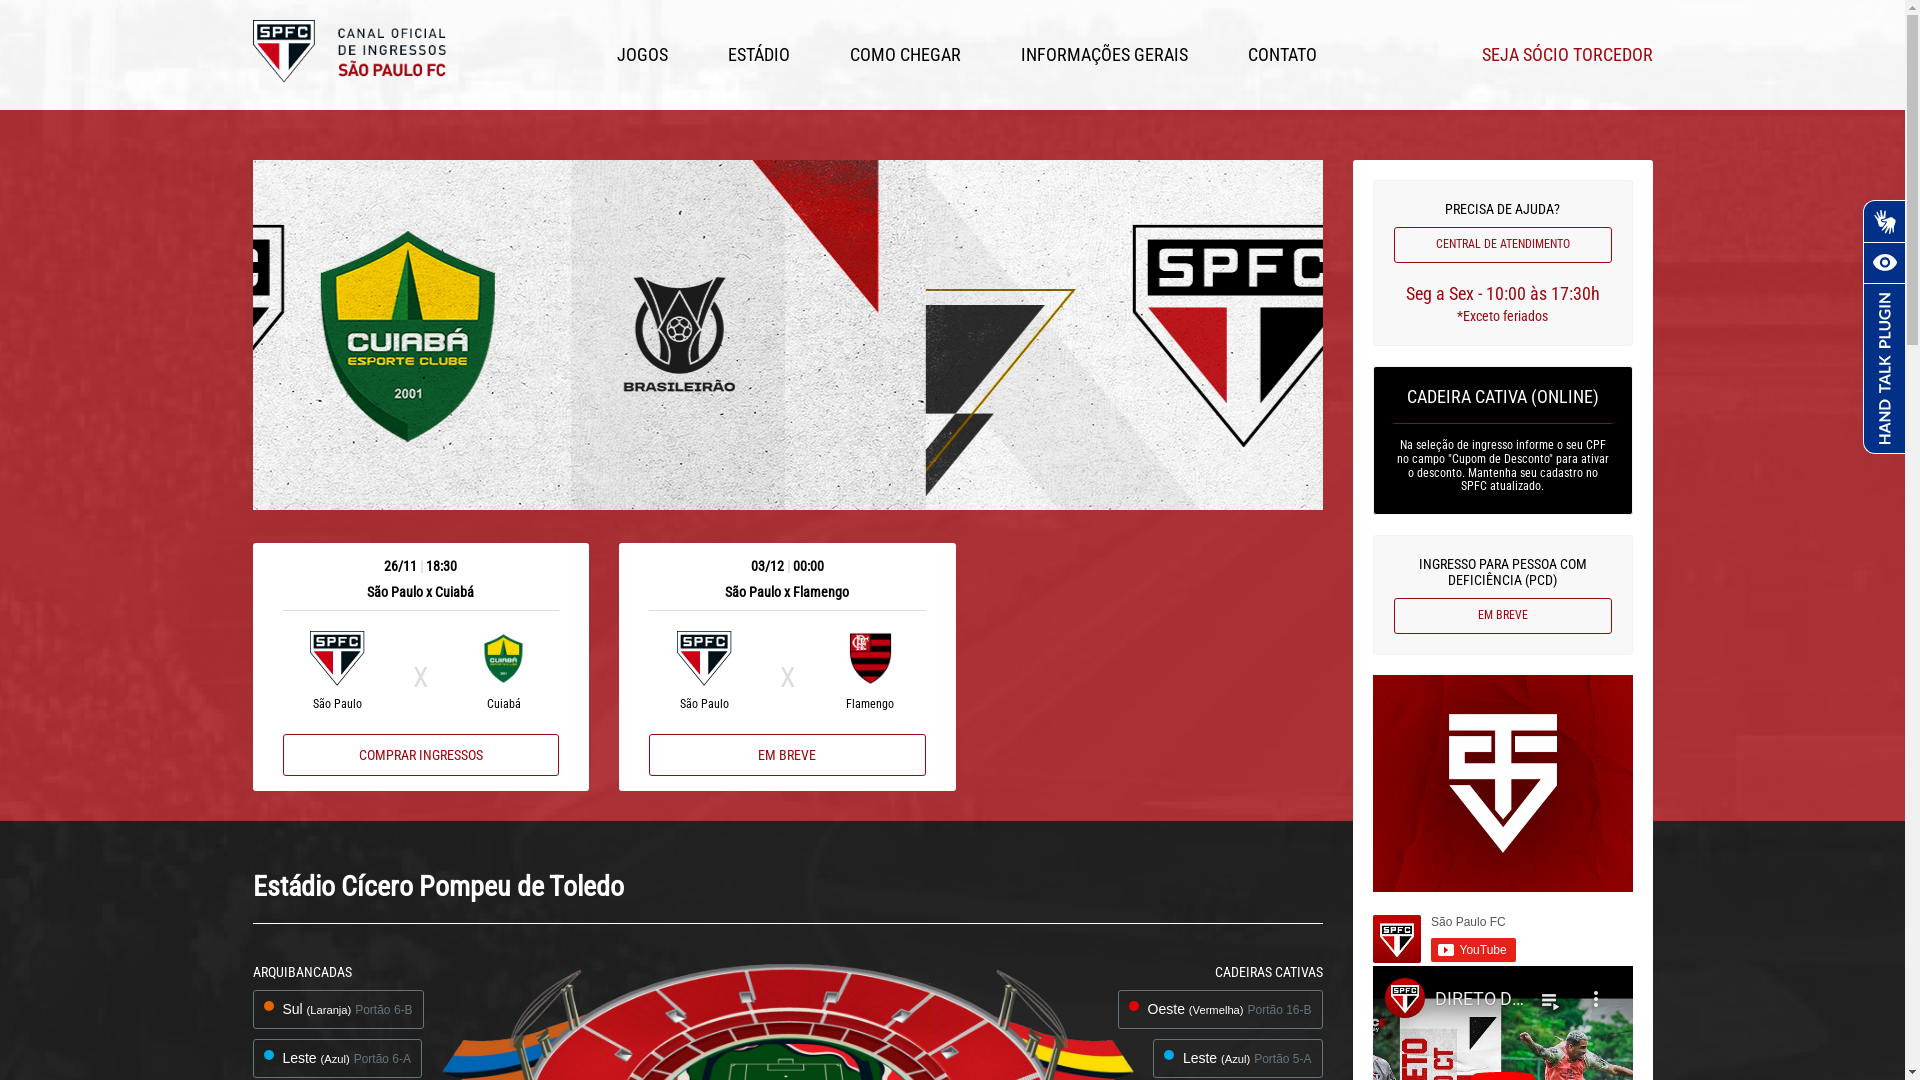 SPFC
CANAL OFICIAL
DE INGRESSOS
SÃO PAULO FC
JOGOS
ESTÁDIO
COMO CHEGAR
INFORMAÇÕES GERAIS
CONTATO
SEJA SÓCIO TORCEDOR
CUIABÁ
ESPORTE CLUBE
2001
BRASILEIRÃO
SPFC
PRECISA DE AJUDA?
CENTRAL DE ATENDIMENTO
Seg a Sex - 10:00 às 17:30h
*Exceto feriados
HAND TALK PLUGIN
CADEIRA CATIVA (ONLINE)
Na seleção de ingresso informe o seu CPF
no campo "Cupom de Desconto" para ativar
o desconto. Mantenha seu cadastro no
SPFC atualizado.
INGRESSO PARA PESSOA COM
DEFICIÊNCIA (PCD)
EM BREVE
26/11 | 18:30
São Paulo x Cuiabá
SPFC
X
CUIABÁ
São Paulo
Cuiabá
COMPRAR INGRESSOS
03/12 | 00:00
São Paulo x Flamengo
SPFC
X
São Paulo
Flamengo
EM BREVE
São Paulo FC
SPFC
YouTube
SPFC
DIRETO D...
Estádio Cícero Pompeu de Toledo
ARQUIBANCADAS
Sul (Laranja) Portão 6-B
Leste (Azul) Portão 6-A
CADEIRAS CATIVAS
Oeste (Vermelha) Portão 16-B
Leste (Azul) Portão 5-A